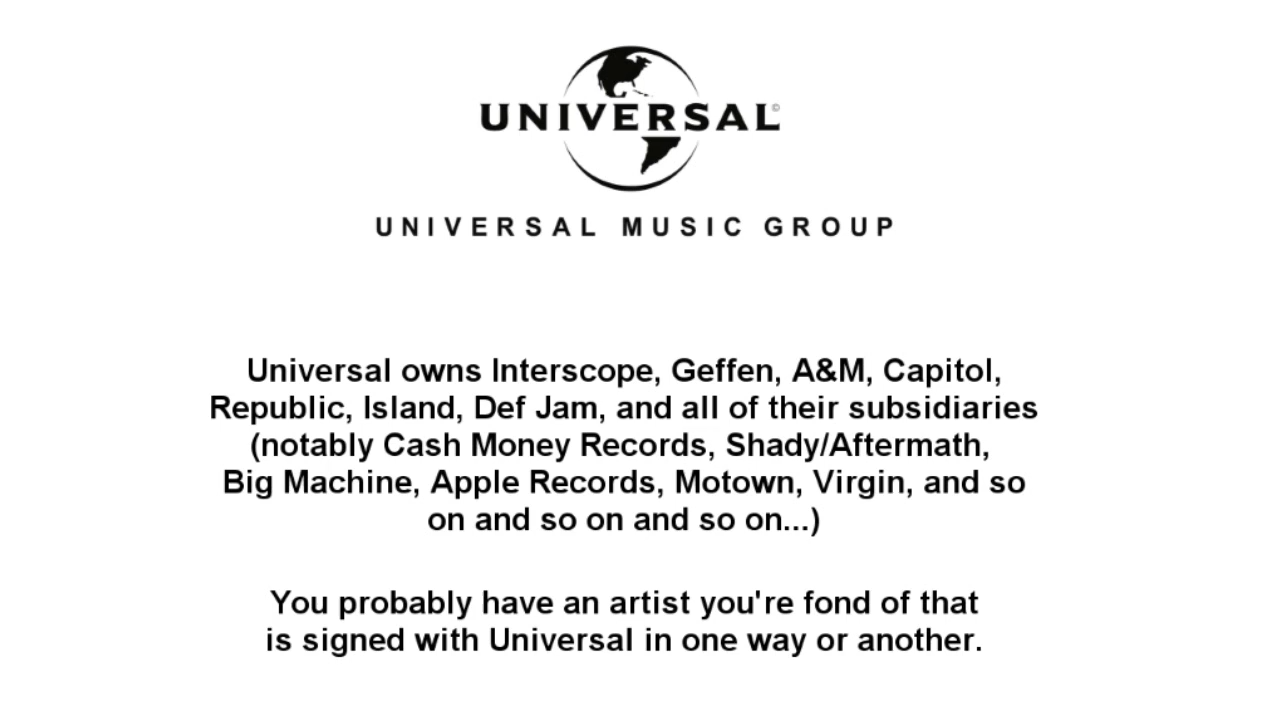 UNIVERSAL©
UNIVERSAL MUSIC GROUP
Universal owns Interscope, Geffen, A&M, Capitol,
Republic, Island, Def Jam, and all of their subsidiaries
(notably Cash Money Records, Shady/Aftermath,
Big Machine, Apple Records, Motown, Virgin, and so
on and so on and so on...)
You probably have an artist you're fond of that
is signed with Universal in one way or another.